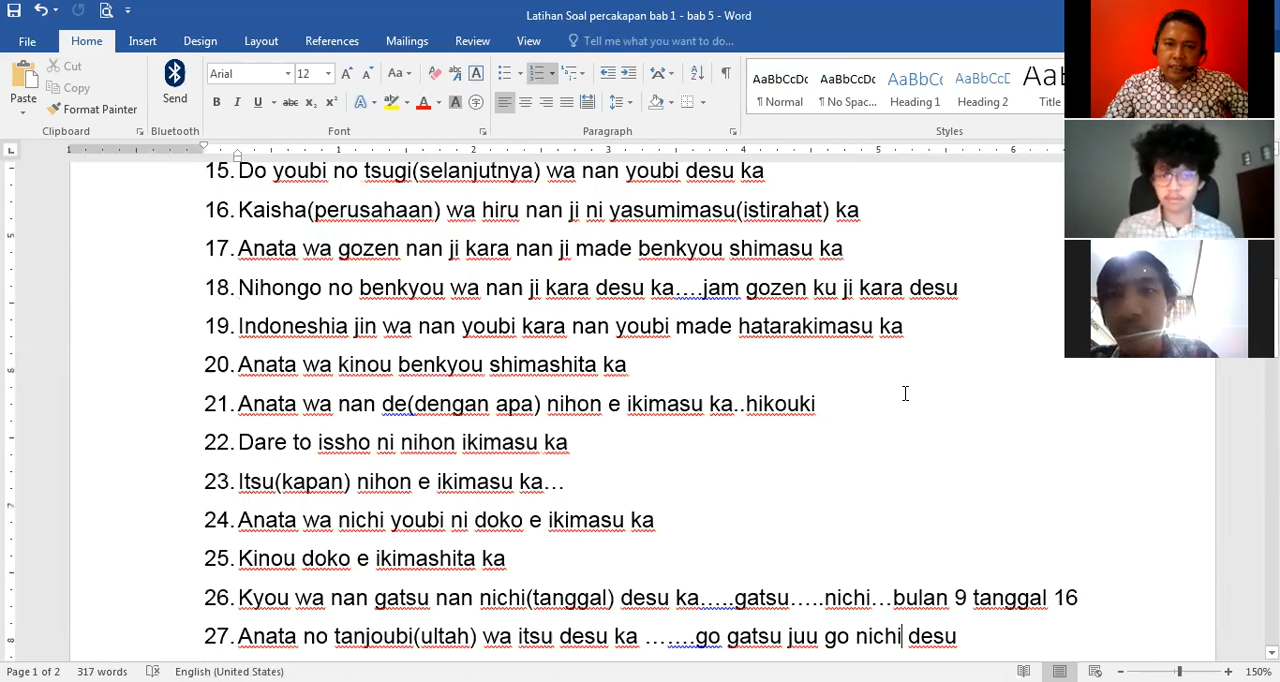 Latihan Soal percakapan bab 1 - bab 5 - Word
File Home Insert Design Layout References Mailings Review View Tell me what you want to do...
Paste
Cut
Copy
Format Painter
Send
Arial 12
AaBbCcDc AaBbCcDc AaBbCc AaBbCcD AaB
¶ Normal ¶ No Spac... Heading 1 Heading 2 Title
Clipboard Bluetooth Font Paragraph Styles
1 1 2 3 4 5 6
15. Do youbi no tsugi(selanjutnya) wa nan youbi desu ka
16. Kaisha(perusahaan) wa hiru nan ji ni yasumimasu(istirahat) ka
17. Anata wa gozen nan ji kara nan ji made benkyou shimasu ka
18. Nihongo no benkyou wa nan ji kara desu ka….jam gozen ku ji kara desu
19. Indoneshia jin wa nan youbi kara nan youbi made hatarakimasu ka
20. Anata wa kinou benkyou shimashita ka
21. Anata wa nan de(dengan apa) nihon e ikimasu ka..hikouki
22. Dare to issho ni nihon ikimasu ka
23. Itsu(kapan) nihon e ikimasu ka…
24. Anata wa nichi youbi ni doko e ikimasu ka
25. Kinou doko e ikimashita ka
26. Kyou wa nan gatsu nan nichi(tanggal) desu ka…..gatsu…..nichi…bulan 9 tanggal 16
27. Anata no tanjoubi(ultah) wa itsu desu ka …….go gatsu juu go nichi desu
Page 1 of 2 317 words English (United States) 150%